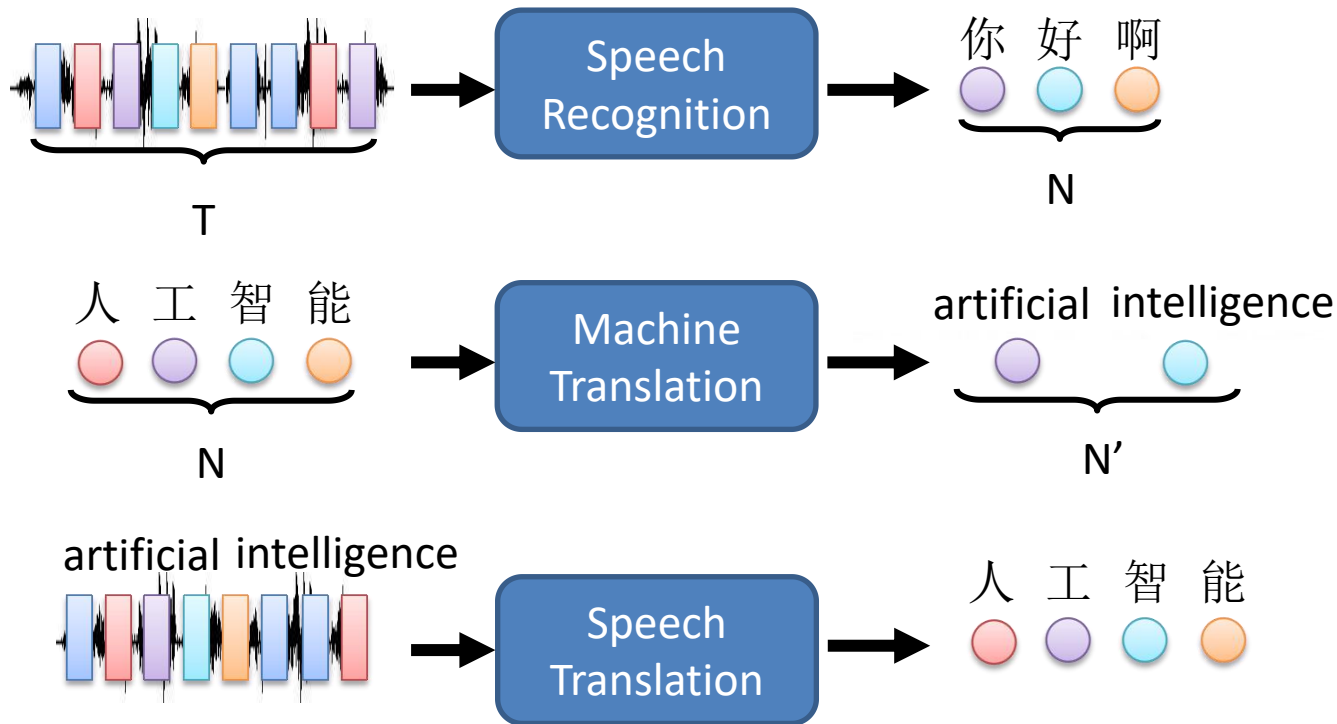 Speech
Recognition
你 好 啊
T
N
人 工 智 能
Machine
Translation
artificial intelligence
N
N’
artificial intelligence
Speech
Translation
人 工 智 能